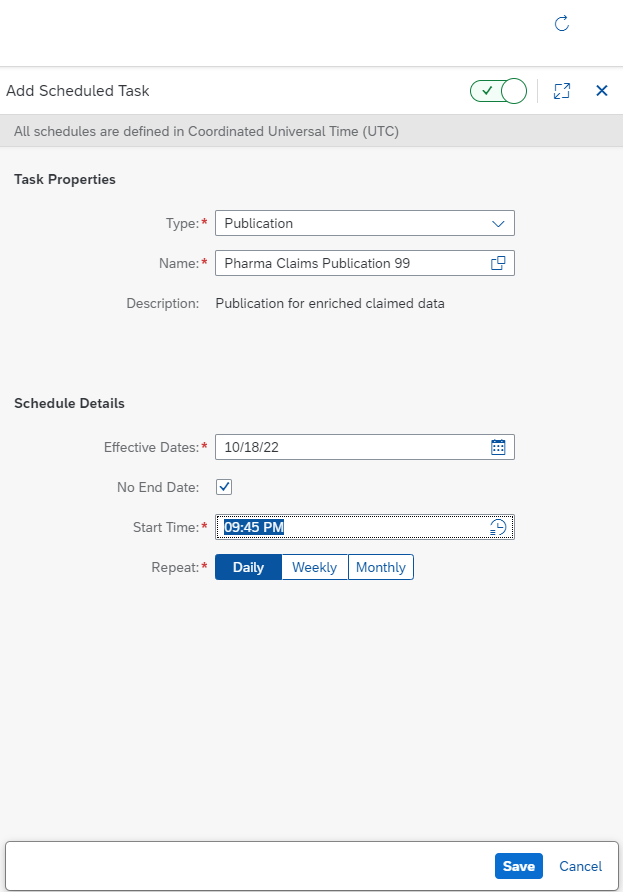 Add Scheduled Task
All schedules are defined in Coordinated Universal Time (UTC)
Task Properties
Type:* Publication
Name:* Pharma Claims Publication 99
Description: Publication for enriched claimed data
Schedule Details
Effective Dates:* 10/18/22
No End Date:
Start Time:* 09:45 PM
Repeat:* Daily Weekly Monthly
Save Cancel